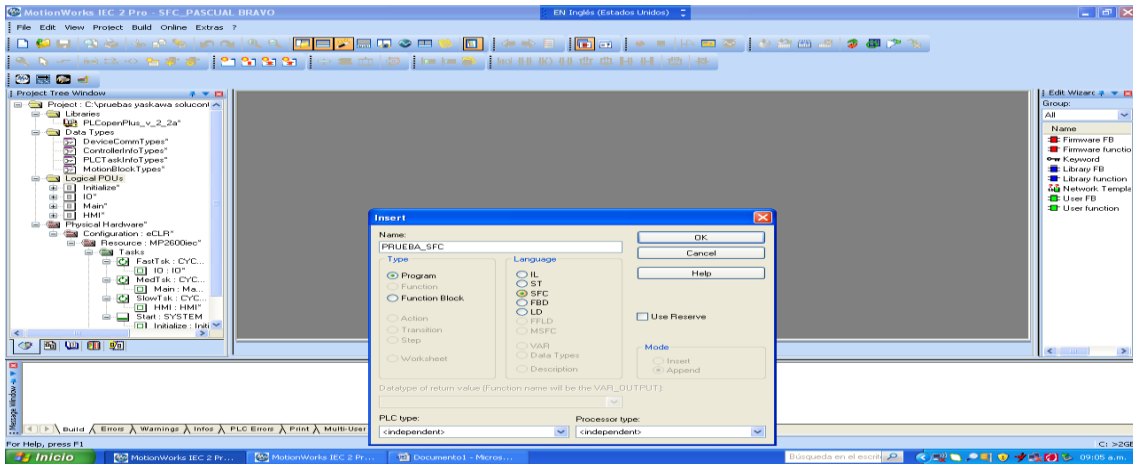 MotionWorks IEC 2 Pro - SFC_PASCUAL BRAVO
EN Inglés (Estados Unidos)
File Edit View Project Build Online Extras ?
Project Tree Window
Project : C:\pruebas yaskawa solucont
Libraries
PLCopenPlus_v_2_2a*
Data Types
DeviceCommTypes*
ControllerInfoTypes*
PLCTaskInfoTypes*
MotionBlockTypes*
Logical POUs
Initialize*
IO*
Main*
HMI*
Physical Hardware*
Configuration : eCLR*
Resource : MP2600iec*
Tasks
FastTsk : CYC...
IO : IO*
MedTsk : CYC...
Main : Ma...
SlowTsk : CYC...
HMI : HMI*
Start : SYSTEM
Initialize : Initi
Insert
Name:
PRUEBA_SFC
Type
Program
Function
Function Block
Action
Transition
Step
Worksheet
Language
IL
ST
SFC
FBD
LD
FFLD
MSFC
VAR
Data Types
Description
OK
Cancel
Help
Use Reserve
Mode
Insert
Append
Datatype of return value (Function name will be the VAR_OUTPUT):
PLC type:
<independent>
Processor type:
<independent>
Edit Wizarc
Group:
All
Name
Firmware FB
Firmware functio
Keyword
Library FB
Library function
Network Templa
User FB
User function
Message Window
Build Errors Warnings Infos PLC Errors Print Multi-User
For Help, press F1
C: >2GE
Inicio
MotionWorks IEC 2 Pr...
MotionWorks IEC 2 Pr...
Documento1 - Micros...
Búsqueda en el escrit
09:05 a.m.